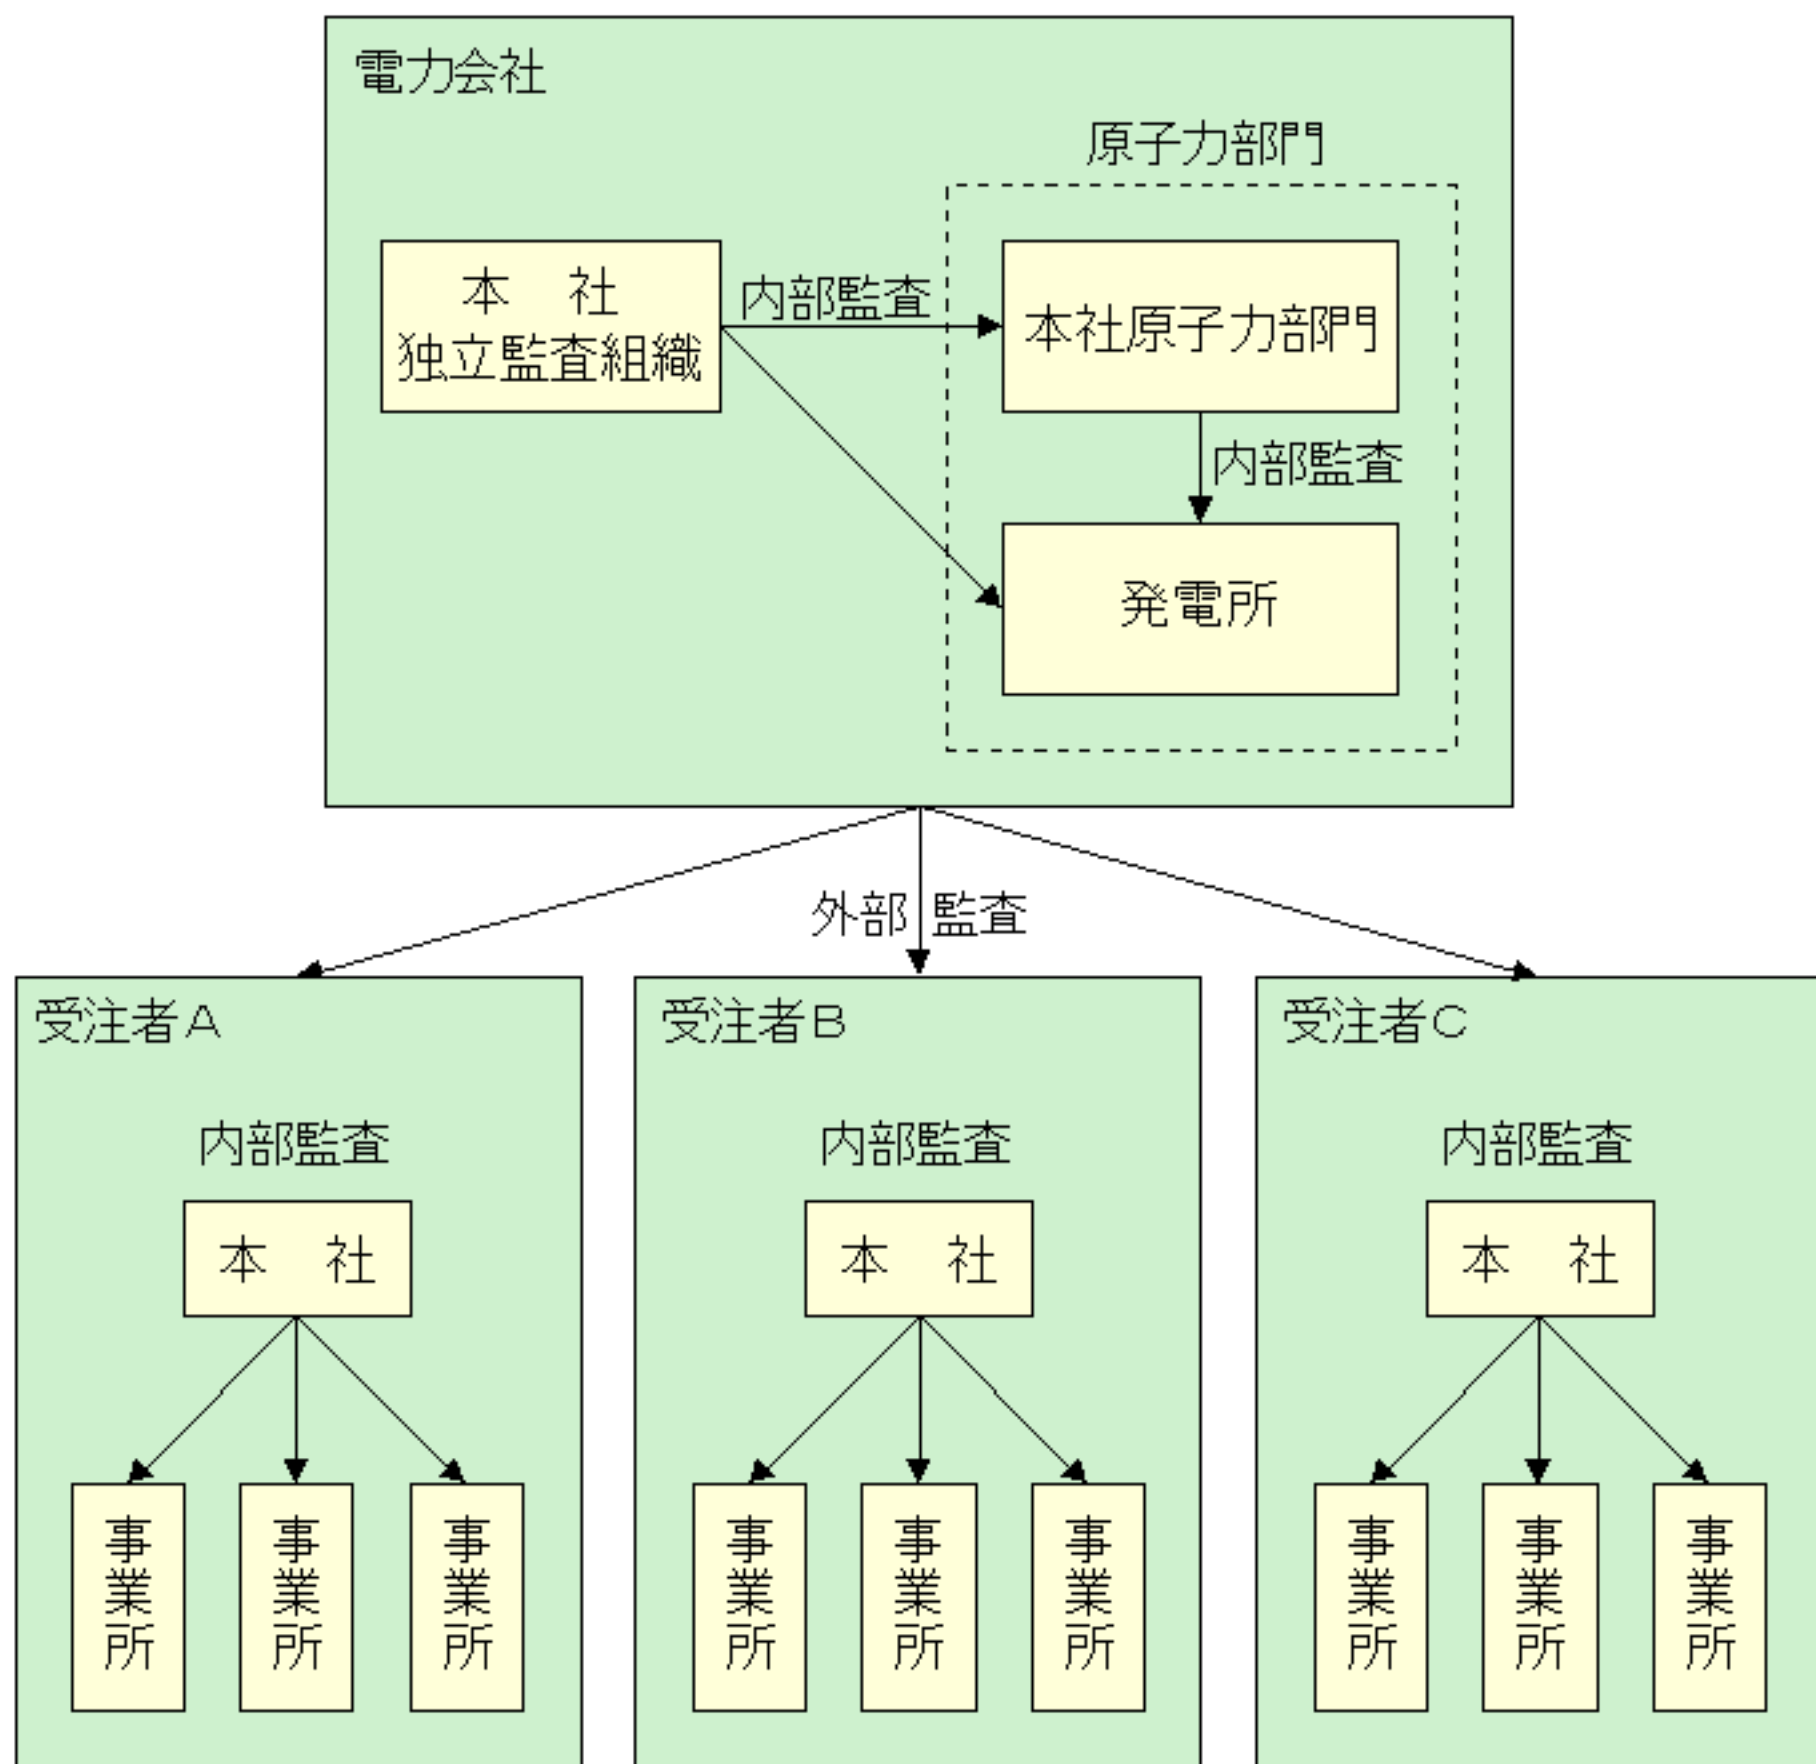 電力会社
原子力部門
本　社
独立監査組織
内部監査
本社原子力部門
内部監査
発電所
外部監査
受注者A
内部監査
本　社
事業所
事業所
事業所
受注者B
内部監査
本　社
事業所
事業所
事業所
受注者C
内部監査
本　社
事業所
事業所
事業所